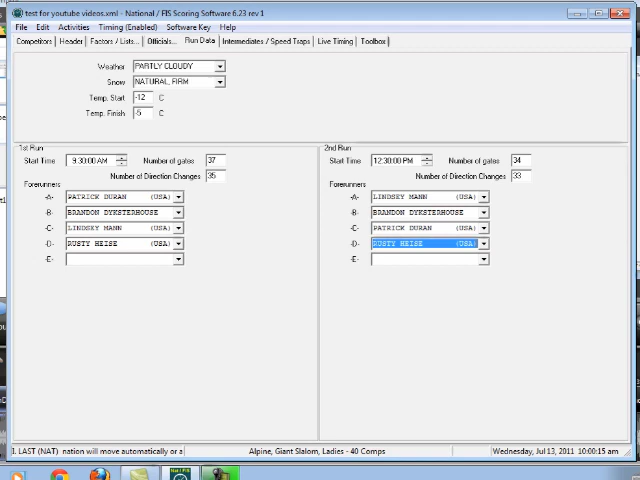 test for youtube videos.xml - National / FIS Scoring Software 6.23 rev 1
File Edit Activities Timing (Enabled) Software Key Help
Competitors Header Factors / Lists... Officials... Run Data Intermediates / Speed Traps Live Timing Toolbox
Weather PARTLY CLOUDY
Snow NATURAL, FIRM
Temp. Start -12 C
Temp. Finish -5 C
1st Run
Start Time 9:30:00 AM Number of gates 37
Number of Direction Changes 35
Forerunners
-A- PATRICK DURAN (USA)
-B- BRANDON DYKSTERHOUSE
-C- LINDSEY MANN (USA)
-D- RUSTY HEISE (USA)
-E-
2nd Run
Start Time 12:30:00 PM Number of gates 34
Number of Direction Changes 33
Forerunners
-A- LINDSEY MANN (USA)
-B- BRANDON DYKSTERHOUSE
-C- PATRICK DURAN (USA)
-D- RUSTY HEISE (USA)
-E-
I. LAST (NAT) nation will move automatically or a
Alpine, Giant Slalom, Ladies - 40 Comps
Wednesday, Jul 13, 2011 10:00:15 am
Nat / FIS